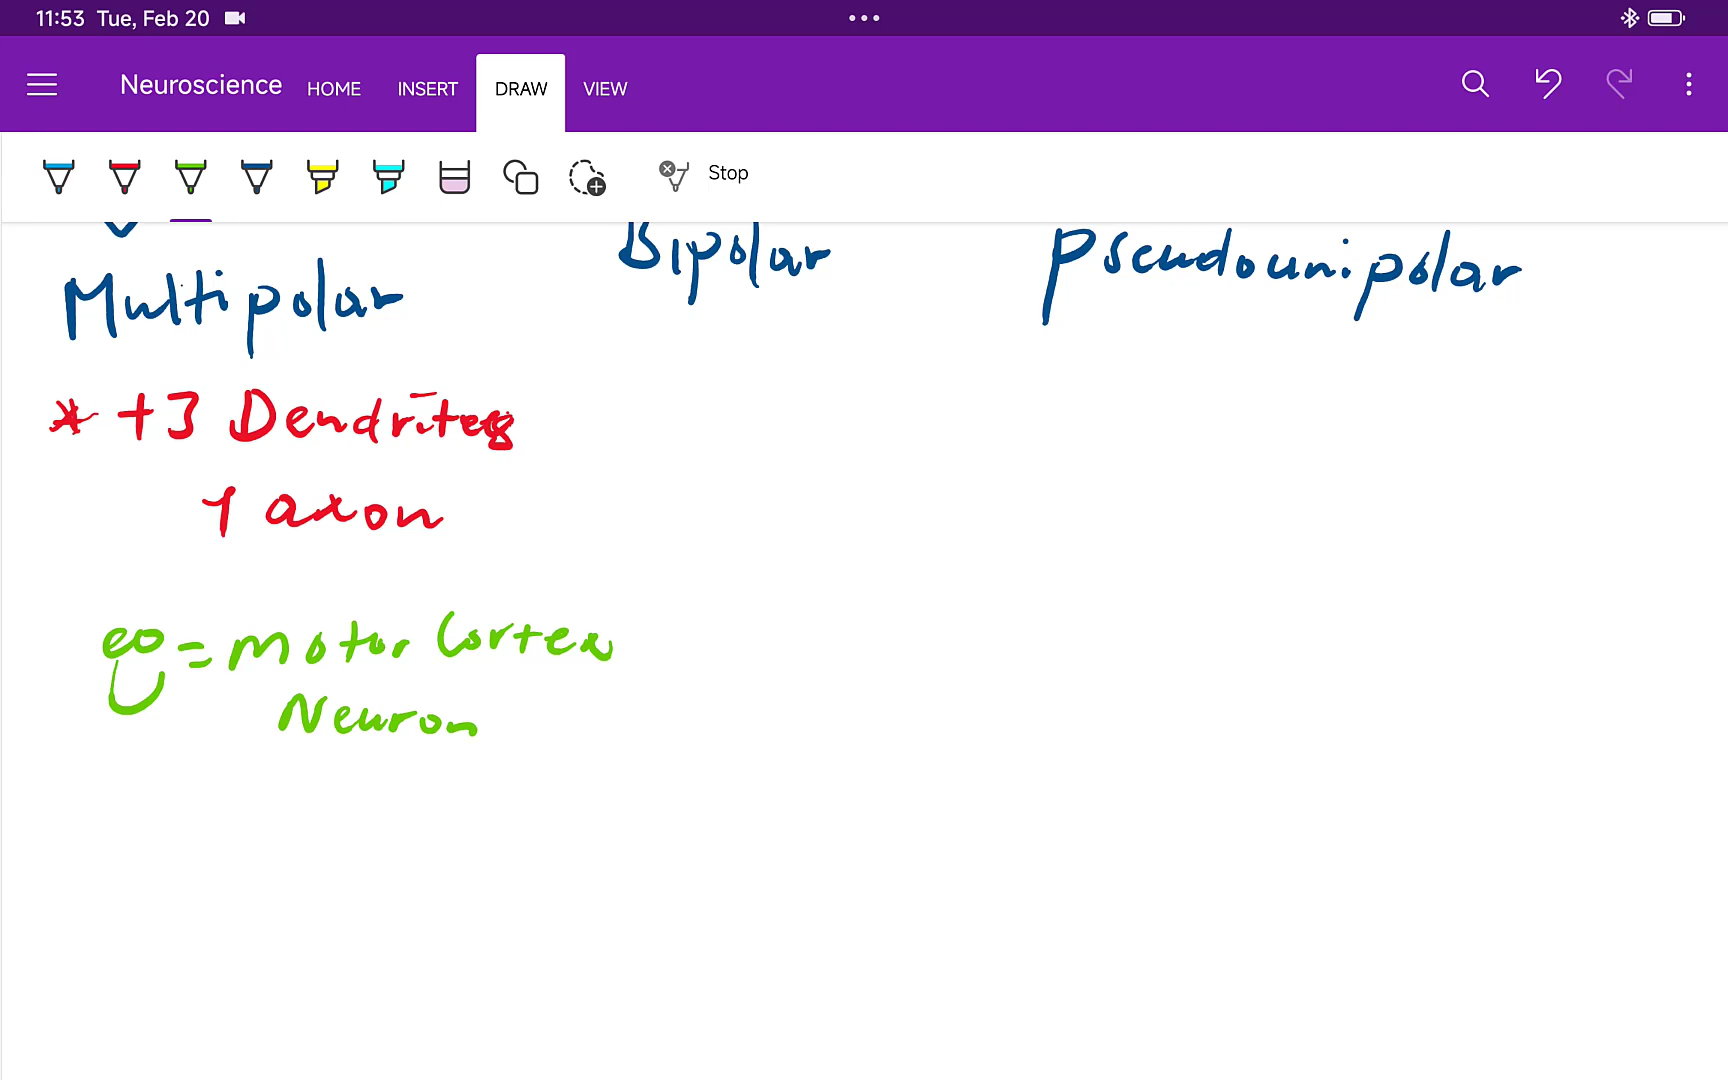 11:53 Tue, Feb 20
Neuroscience HOME INSERT DRAW VIEW
Stop
Multipolar Bipolar Pseudounipolar
* +3 Dendrites
1 axon
= Motor Cortex
Neuron